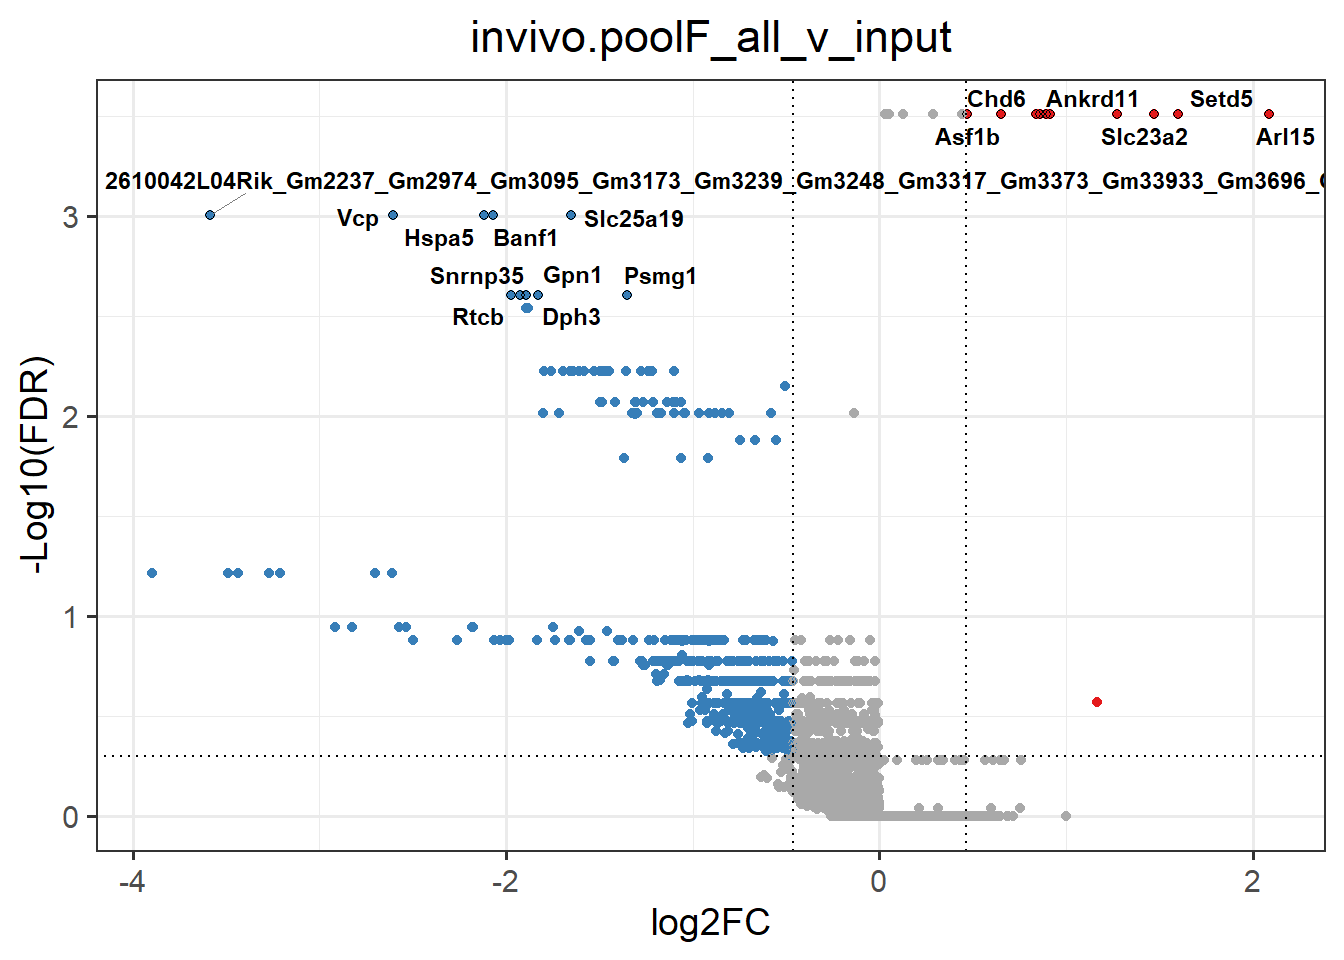 invivo.poolF_all_v_input
Chd6 Ankrd11 Setd5
Asf1b Slc23a2 Arl15
2610042L04Rik_Gm2237_Gm2974_Gm3095_Gm3173_Gm3239_Gm3248_Gm3317_Gm3373_Gm33933_Gm3696_
3
Vcp Slc25a19
Hspa5 Banf1
Snrnp35 Gpn1 Psmg1
Rtcb Dph3
2
1
0
-Log10(FDR)
-4 -2 0 2
log2FC